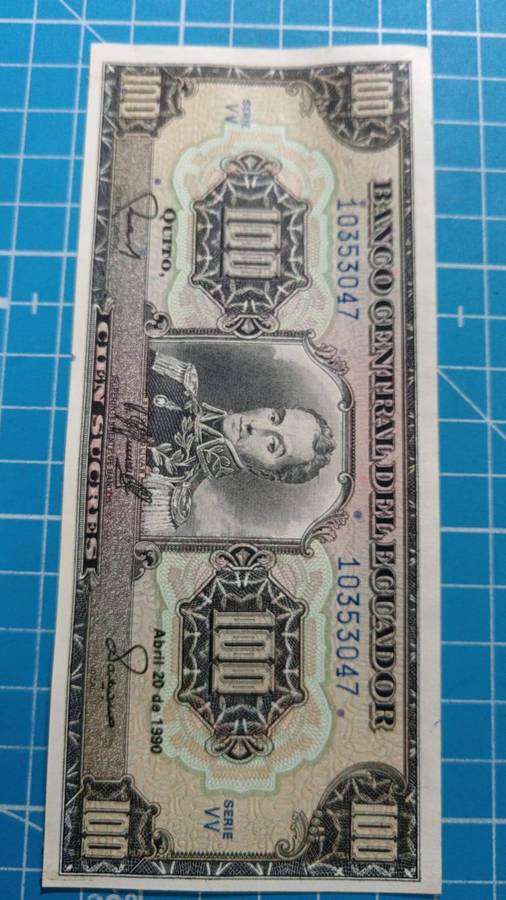 BANCO CENTRAL DEL ECUADOR
100
100
SERIE
VV
10353047
10353047
100
100
SERIE
VV
QUITO,
Abril 20 de 1990
100
CIEN SUCRES
100